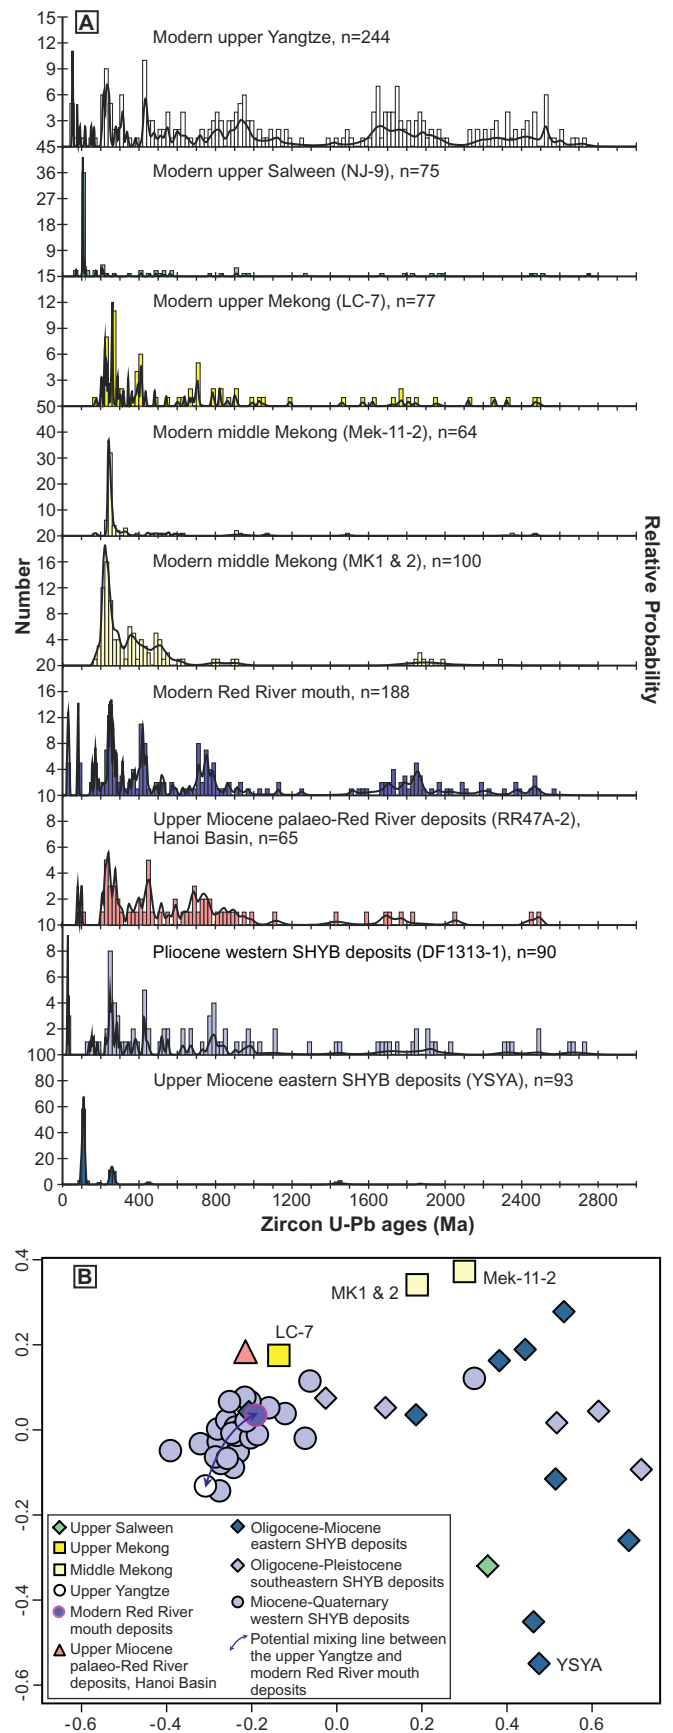 A
Modern upper Yangtze, n=244
15
12
9
6
3
45
Modern upper Salween (NJ-9), n=75
36
27
18
9
15
Modern upper Mekong (LC-7), n=77
12
9
6
3
50
Modern middle Mekong (Mek-11-2), n=64
40
30
20
10
20
Modern middle Mekong (MK1 & 2), n=100
16
12
8
4
20
Modern Red River mouth, n=188
16
12
8
4
10
Upper Miocene palaeo-Red River deposits (RR47A-2),
Hanoi Basin, n=65
8
6
4
2
10
Pliocene western SHYB deposits (DF1313-1), n=90
8
6
4
2
100
Upper Miocene eastern SHYB deposits (YSYA), n=93
80
60
40
20
0
Number
Relative Probability
0 400 800 1200 1600 2000 2400 2800
Zircon U-Pb ages (Ma)
B
0.4
0.2
0.0
-0.2
-0.4
-0.6
MK1 & 2
Mek-11-2
LC-7
YSYA
Upper Salween
Upper Mekong
Middle Mekong
Upper Yangtze
Modern Red River
mouth deposits
Upper Miocene
palaeo-Red River
deposits, Hanoi Basin
Oligocene-Miocene
eastern SHYB deposits
Oligocene-Pleistocene
southeastern SHYB deposits
Miocene-Quaternary
western SHYB deposits
Potential mixing line between
the upper Yangtze and
modern Red River mouth
deposits
-0.6 -0.4 -0.2 0.0 0.2 0.4 0.6